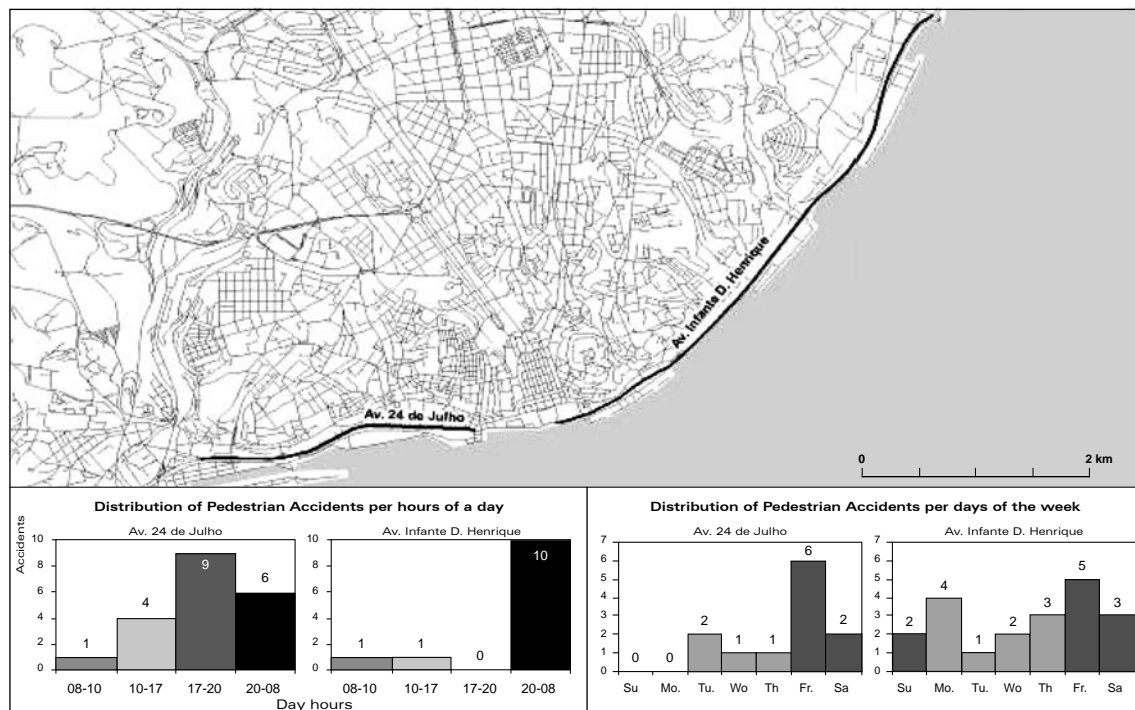 Av. Infante D. Henrique
Av. 24 de Julho
0 2 km
Distribution of Pedestrian Accidents per hours of a day
Av. 24 de Julho Av. Infante D. Henrique
Accidents
10 8 6 4 2 0
1 4 9 6
08-10 10-17 17-20 20-08
10 8 6 4 2 0
1 1 0 10
08-10 10-17 17-20 20-08
Day hours
Distribution of Pedestrian Accidents per days of the week
Av. 24 de Julho Av. Infante D. Henrique
7 6 5 4 3 2 1 0
0 0 2 1 1 6 2
Su Mo. Tu. Wo Th Fr. Sa
7 6 5 4 3 2 1 0
2 4 1 2 3 5 3
Su Mo. Tu. Wo Th Fr. Sa